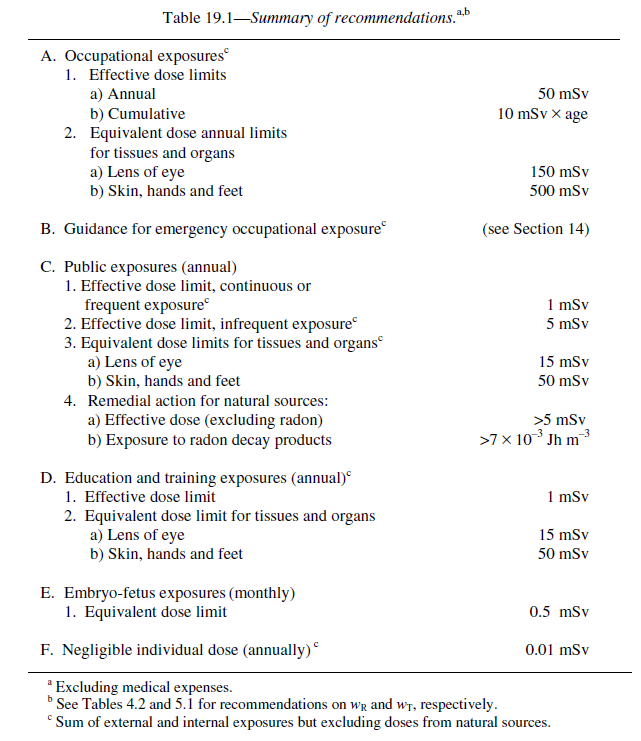 Table 19.1—Summary of recommendations.a,b
A. Occupational exposuresc
1. Effective dose limits
a) Annual 50 mSv
b) Cumulative 10 mSv × age
2. Equivalent dose annual limits
for tissues and organs
a) Lens of eye 150 mSv
b) Skin, hands and feet 500 mSv
B. Guidance for emergency occupational exposurec (see Section 14)
C. Public exposures (annual)
1. Effective dose limit, continuous or
frequent exposurec 1 mSv
2. Effective dose limit, infrequent exposurec 5 mSv
3. Equivalent dose limits for tissues and organsc
a) Lens of eye 15 mSv
b) Skin, hands and feet 50 mSv
4. Remedial action for natural sources:
a) Effective dose (excluding radon) >5 mSv
b) Exposure to radon decay products >7 × 10⁻³ Jh m⁻³
D. Education and training exposures (annual)c
1. Effective dose limit 1 mSv
2. Equivalent dose limit for tissues and organs
a) Lens of eye 15 mSv
b) Skin, hands and feet 50 mSv
E. Embryo-fetus exposures (monthly)
1. Equivalent dose limit 0.5 mSv
F. Negligible individual dose (annually) c 0.01 mSv
a Excluding medical expenses.
b See Tables 4.2 and 5.1 for recommendations on wR and wT, respectively.
c Sum of external and internal exposures but excluding doses from natural sources.